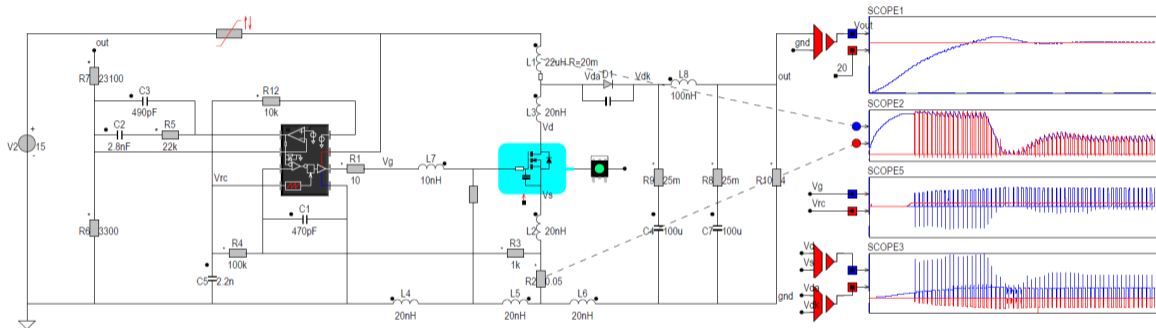 SCOPE1
out
Vout
gnd
20
L1
22uH R=20m
D1
Vda
Vdk
L8
100nH
out
R7
23100
C3
490pF
R12
10k
L3
20nH
SCOPE2
Vd
V2
15
C2
2.8nF
R5
22k
R1
10
Vg
L7
10nH
R9
25m
R8
25m
R10
4
SCOPE5
Vg
Vrc
Vrc
Vs
C1
470pF
R6
3300
L2
20nH
C4
100u
C7
100u
R4
100k
R3
1k
SCOPE3
Vd
Vs
C5
2.2n
R2
0.05
L4
20nH
L5
20nH
L6
20nH
gnd